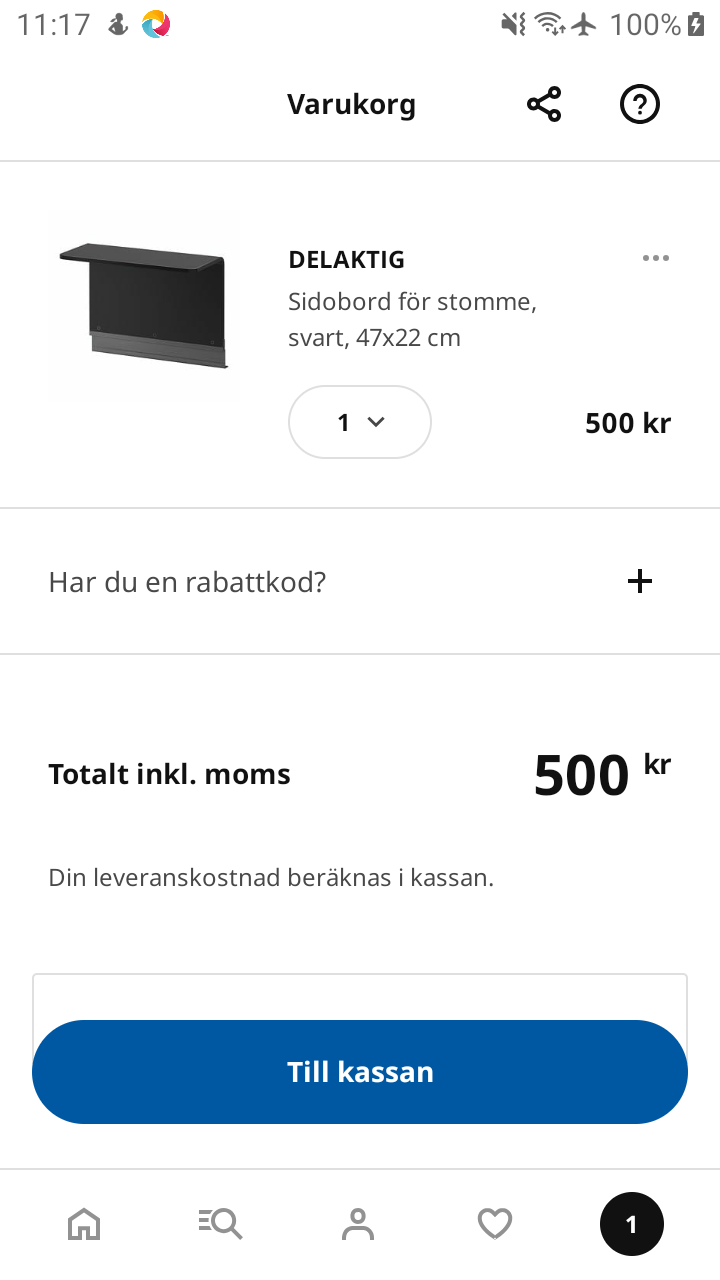 11:17
100%
Varukorg
DELAKTIG
Sidobord för stomme,
svart, 47x22 cm
1
500 kr
Har du en rabattkod?
Totalt inkl. moms
500 kr
Din leveranskostnad beräknas i kassan.
Till kassan
1